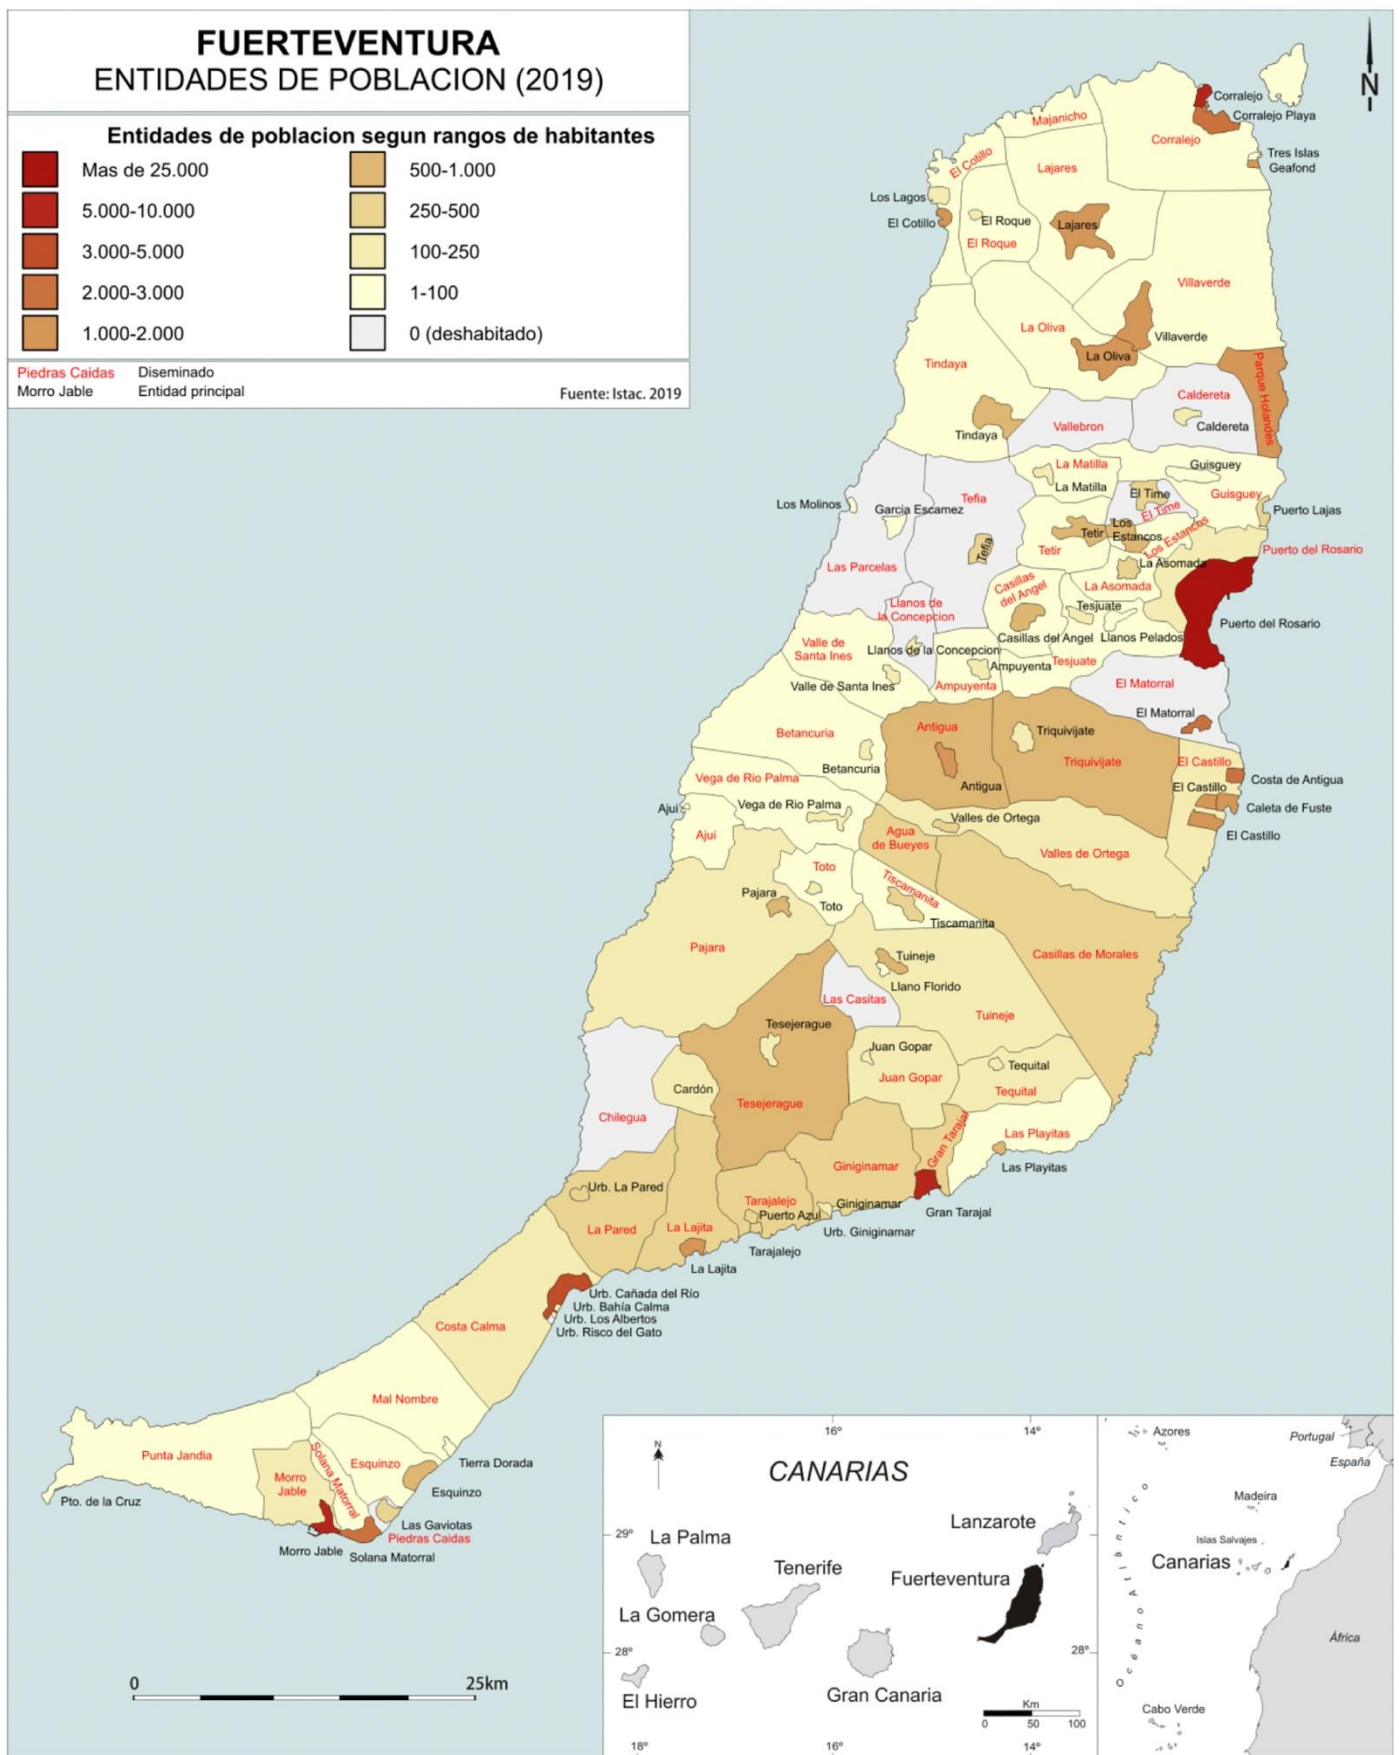 FUERTEVENTURA
ENTIDADES DE POBLACION (2019)
Entidades de poblacion segun rangos de habitantes
Mas de 25.000
5.000-10.000
3.000-5.000
2.000-3.000
1.000-2.000
500-1.000
250-500
100-250
1-100
0 (deshabitado)
Piedras Caidas Diseminado
Morro Jable Entidad principal
Fuente: Istac. 2019
N
Corralejo
Corralejo Playa
Majanicho
Corralejo
Tres Islas
Geafond
El Cotillo
Lajares
Los Lagos
El Cotillo
El Roque
El Roque
Lajares
Villaverde
La Oliva
Villaverde
La Oliva
Tindaya
Parque Holandes
Caldereta
Caldereta
Vallebron
Tindaya
La Matilla
La Matilla
Guisguey
Guisguey
El Time
El Time
Los Molinos
Garcia Escamez
Tefia
Tefia
Puerto Lajas
Tetir
Los
Estancos
Los Estancos
Tetir
Puerto del Rosario
Las Parcelas
La Asomada
La Asomada
Casillas
del Angel
Llanos de
la Concepcion
Tesjuate
Puerto del Rosario
Casillas del Angel
Llanos Pelados
Valle de
Santa Ines
Llanos de la Concepcion
Ampuyenta
Tesjuate
Valle de Santa Ines
Ampuyenta
El Matorral
El Matorral
Betancuria
Antigua
Triquivijate
Triquivijate
El Castillo
Betancuria
Antigua
Costa de Antigua
El Castillo
Vega de Rio Palma
Vega de Rio Palma
Ajui
Caleta de Fuste
Valles de Ortega
El Castillo
Ajui
Agua
de Bueyes
Valles de Ortega
Toto
Tiscamanita
Pajara
Toto
Tiscamanita
Pajara
Casillas de Morales
Tuineje
Llano Florido
Las Casitas
Tuineje
Tesejerague
Juan Gopar
Tequital
Juan Gopar
Cardón
Tequital
Tesejerague
Chilegua
Las Playitas
Gran Tarajal
Giniginamar
Las Playitas
Urb. La Pared
Tarajalejo
Giniginamar
Puerto Azul
Gran Tarajal
La Pared
La Lajita
Urb. Giniginamar
Tarajalejo
La Lajita
Urb. Cañada del Río
Urb. Bahía Calma
Urb. Los Albertos
Urb. Risco del Gato
Costa Calma
Mal Nombre
Punta Jandia
Solana Matorral
Esquinzo
Tierra Dorada
Morro
Jable
Esquinzo
Pto. de la Cruz
Las Gaviotas
Piedras Caidas
Morro Jable
Solana Matorral
0 25km
16º 14º
N
CANARIAS
La Palma
Tenerife
Lanzarote
Fuerteventura
La Gomera
El Hierro
Gran Canaria
29º
28º
28º
Km
0 50 100
18º 16º 14º
Azores
Portugal
España
Madeira
Islas Salvajes
Canarias
Océano Atlántico
África
Cabo Verde